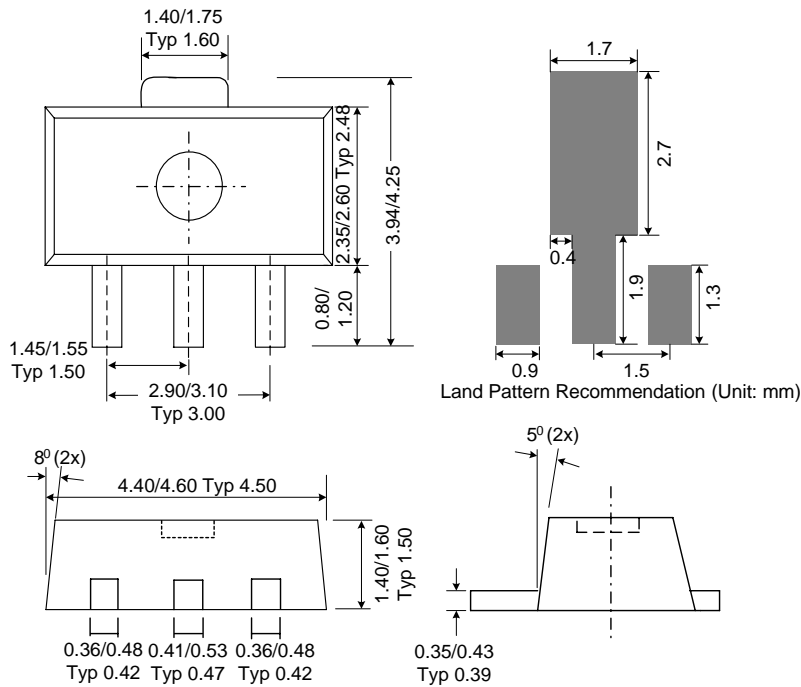 1.40/1.75
Typ 1.60
2.35/2.60 Typ 2.48
3.94/4.25
0.80/
1.20
1.45/1.55
Typ 1.50
2.90/3.10
Typ 3.00
1.7
2.7
0.4
1.9
1.3
0.9
1.5
Land Pattern Recommendation (Unit: mm)
8⁰ (2x)
4.40/4.60 Typ 4.50
1.40/1.60
Typ 1.50
0.36/0.48
Typ 0.42
0.41/0.53
Typ 0.47
0.36/0.48
Typ 0.42
5⁰ (2x)
0.35/0.43
Typ 0.39